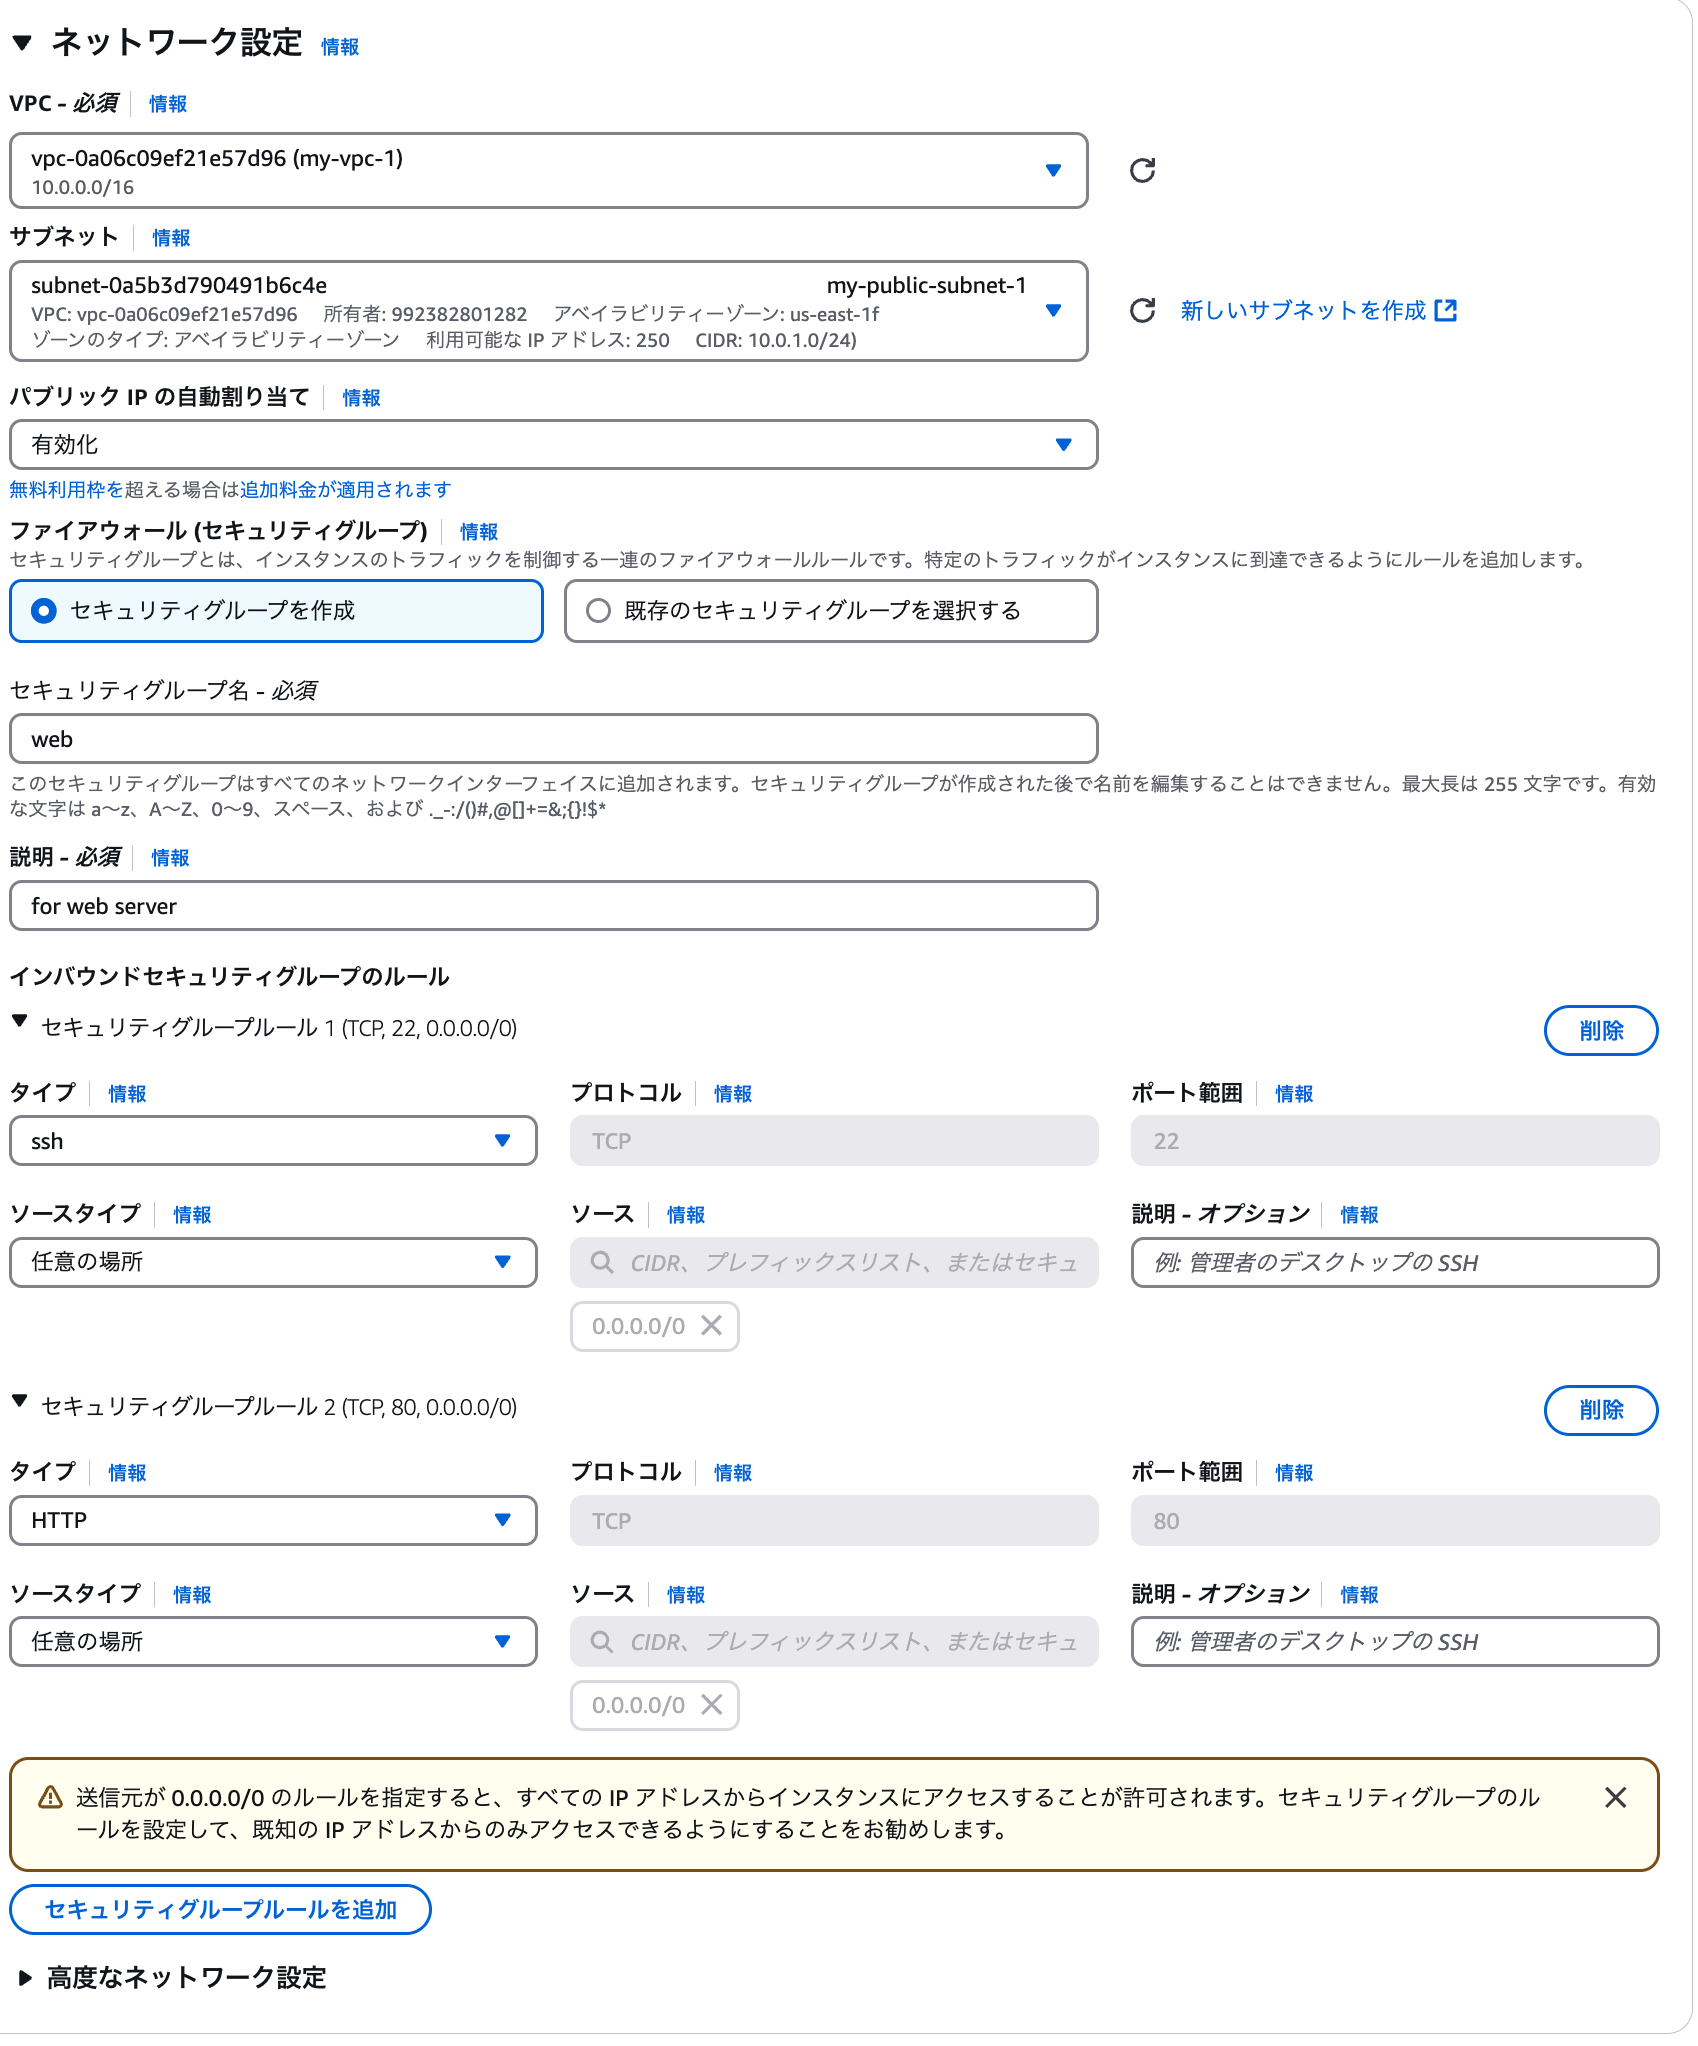 ネットワーク設定 情報
VPC - 必須 情報
vpc-0a06c09ef21e57d96 (my-vpc-1)
10.0.0.0/16
サブネット 情報
subnet-0a5b3d790491b6c4e my-public-subnet-1
VPC: vpc-0a06c09ef21e57d96 所有者: 992382801282 アベイラビリティーゾーン: us-east-1f
ゾーンのタイプ: アベイラビリティーゾーン 利用可能な IP アドレス: 250 CIDR: 10.0.1.0/24)
新しいサブネットを作成
パブリック IP の自動割り当て 情報
有効化
無料利用枠を超える場合は追加料金が適用されます
ファイアウォール (セキュリティグループ) 情報
セキュリティグループとは、インスタンスのトラフィックを制御する一連のファイアウォールルールです。特定のトラフィックがインスタンスに到達できるようにルールを追加します。
セキュリティグループを作成 既存のセキュリティグループを選択する
セキュリティグループ名 - 必須
web
このセキュリティグループはすべてのネットワークインターフェイスに追加されます。セキュリティグループが作成された後で名前を編集することはできません。最大長は 255 文字です。有効
な文字は a～z、A～Z、0～9、スペース、および ._-:/()#,@[]+=&;{}!$*
説明 - 必須 情報
for web server
インバウンドセキュリティグループのルール
セキュリティグループルール 1 (TCP, 22, 0.0.0.0/0) 削除
タイプ 情報 プロトコル 情報 ポート範囲 情報
ssh TCP 22
ソースタイプ 情報 ソース 情報 説明 - オプション 情報
任意の場所 CIDR、プレフィックスリスト、またはセキュ 例: 管理者のデスクトップの SSH
0.0.0.0/0
セキュリティグループルール 2 (TCP, 80, 0.0.0.0/0) 削除
タイプ 情報 プロトコル 情報 ポート範囲 情報
HTTP TCP 80
ソースタイプ 情報 ソース 情報 説明 - オプション 情報
任意の場所 CIDR、プレフィックスリスト、またはセキュ 例: 管理者のデスクトップの SSH
0.0.0.0/0
送信元が 0.0.0.0/0 のルールを指定すると、すべての IP アドレスからインスタンスにアクセスすることが許可されます。セキュリティグループのル
ールを設定して、既知の IP アドレスからのみアクセスできるようにすることをお勧めします。
セキュリティグループルールを追加
高度なネットワーク設定